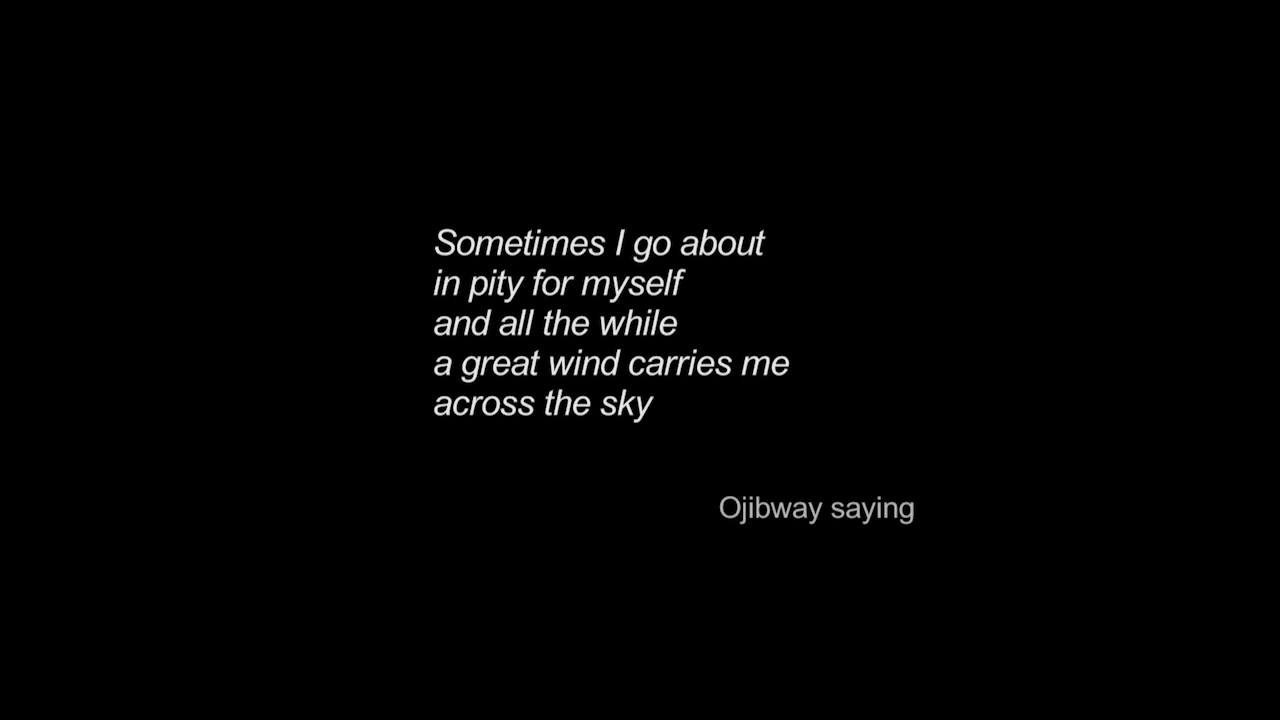 Sometimes I go about
in pity for myself
and all the while
a great wind carries me
across the sky
Ojibway saying